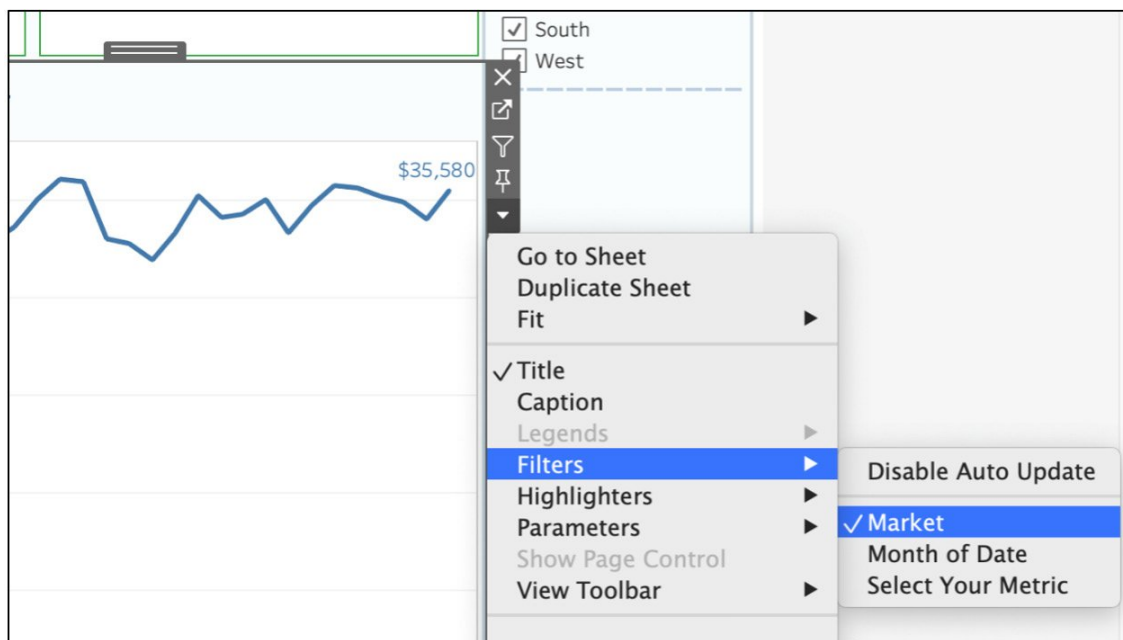 South
West
$35,580
Go to Sheet
Duplicate Sheet
Fit
Title
Caption
Legends
Filters
Disable Auto Update
Highlighters
Market
Parameters
Month of Date
Show Page Control
Select Your Metric
View Toolbar